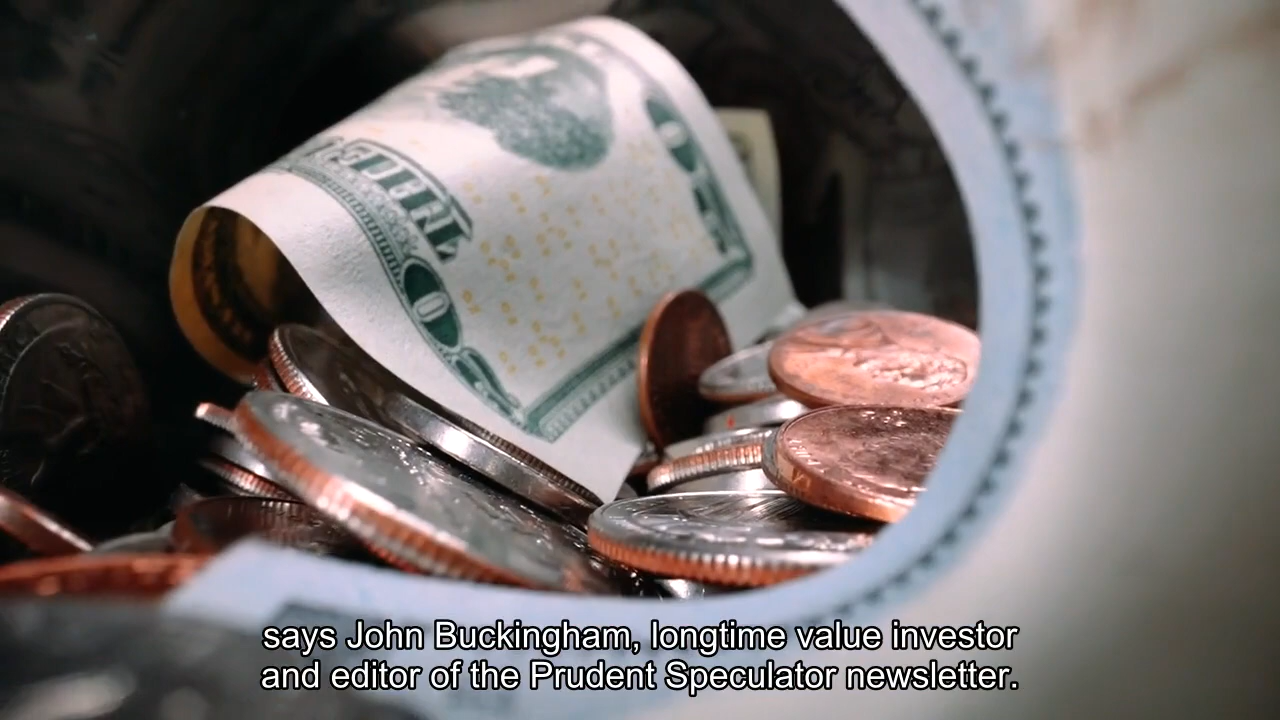 says John Buckingham, longtime value investor
and editor of the Prudent Speculator newsletter.